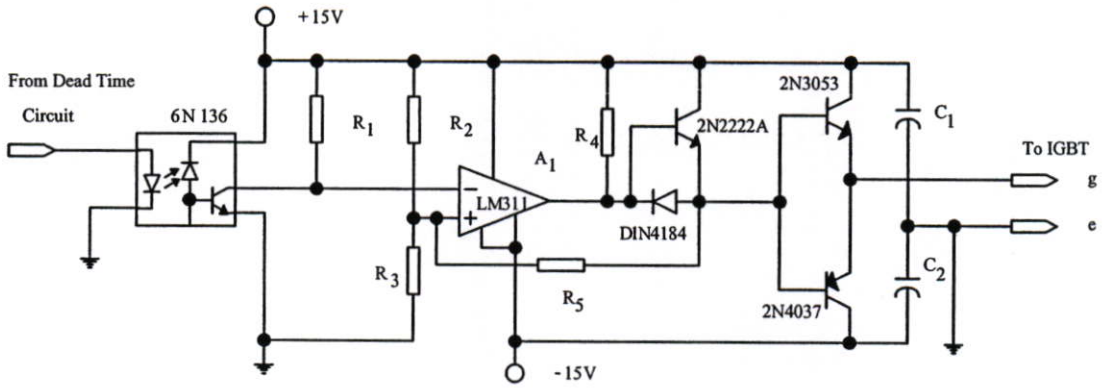 +15V
From Dead Time
Circuit
6N 136
R1
R2
R4
2N2222A
2N3053
C1
A1
To IGBT
g
LM311
-
+
DIN4184
e
R3
R5
C2
2N4037
-15V